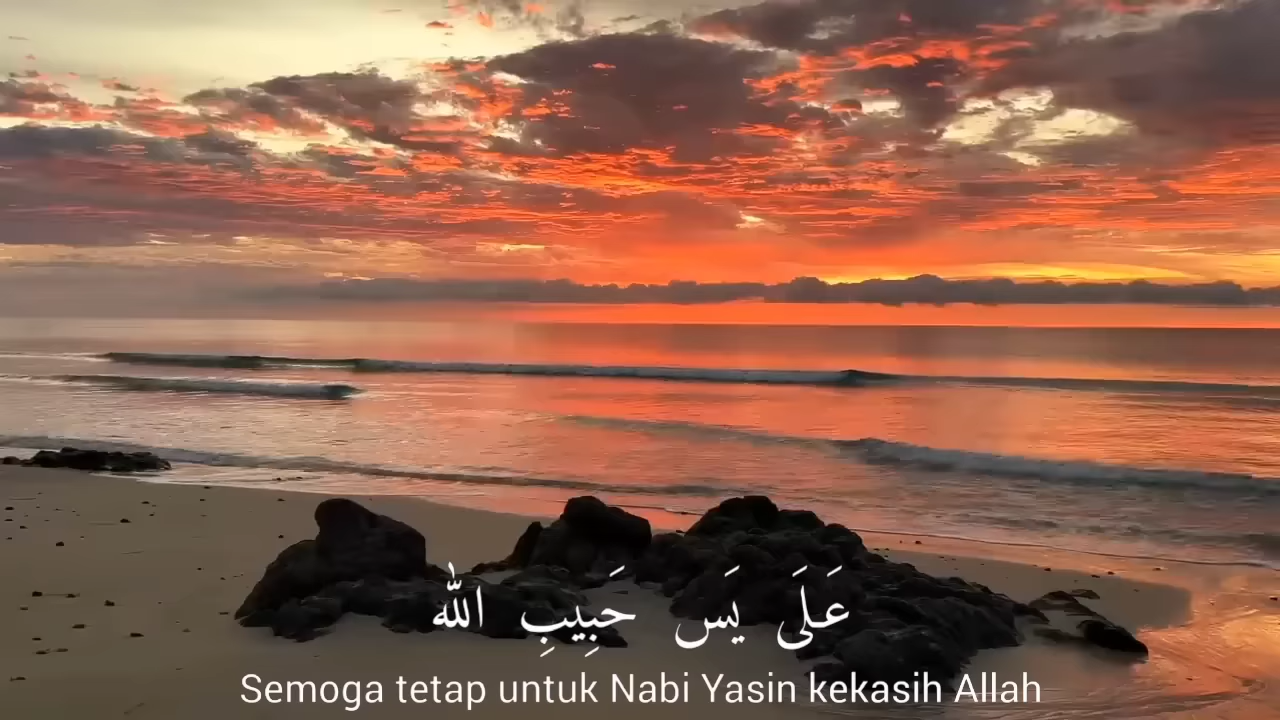 عَلَى يَس حَبِيبِ الله
Semoga tetap untuk Nabi Yasin kekasih Allah